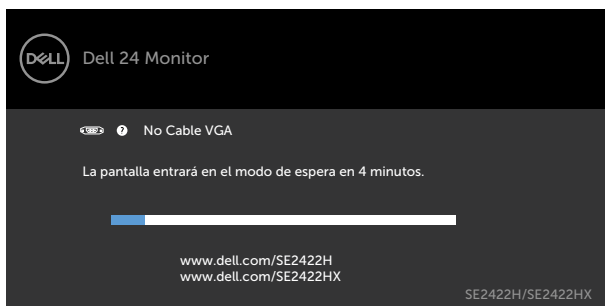 DELL Dell 24 Monitor
? No Cable VGA
La pantalla entrará en el modo de espera en 4 minutos.
www.dell.com/SE2422H
www.dell.com/SE2422HX
SE2422H/SE2422HX